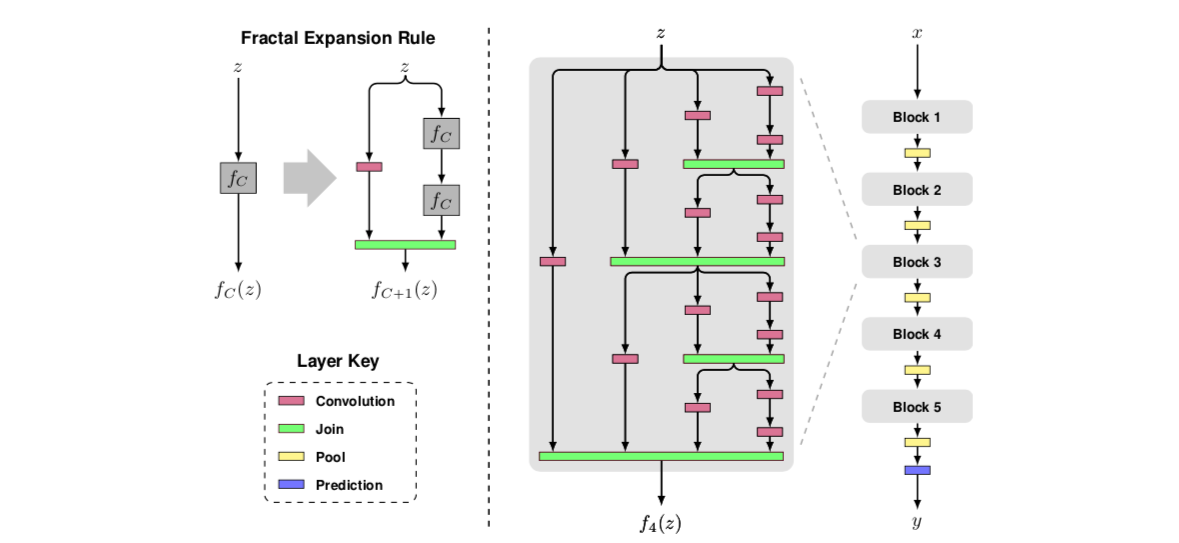 Fractal Expansion Rule
z
z
f_C
f_C
f_C
f_C(z)
f_{C+1}(z)
Layer Key
Convolution
Join
Pool
Prediction
z
f_4(z)
x
Block 1
Block 2
Block 3
Block 4
Block 5
y